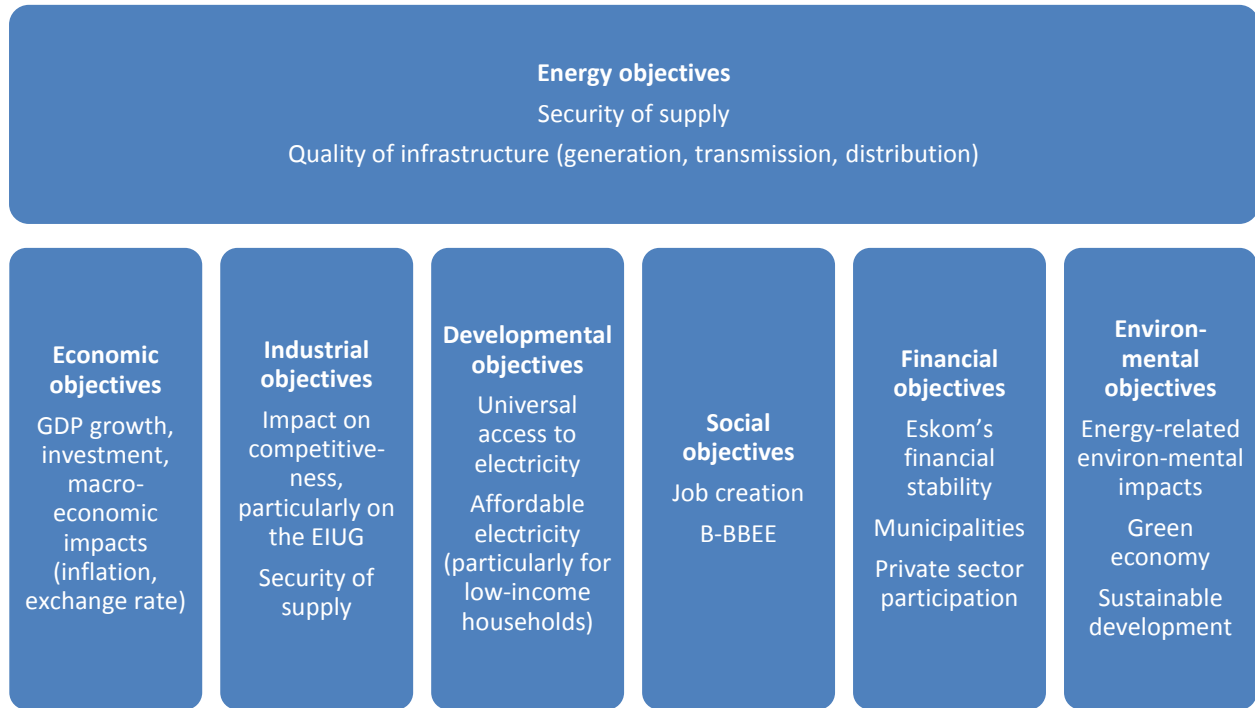 Energy objectives
Security of supply
Quality of infrastructure (generation, transmission, distribution)
Economic
objectives
GDP growth,
investment,
macro-
economic
impacts
(inflation,
exchange rate)
Industrial
objectives
Impact on
competitive-
ness,
particularly on
the EIUG
Security of
supply
Developmental
objectives
Universal
access to
electricity
Affordable
electricity
(particularly for
low-income
households)
Social
objectives
Job creation
B-BBEE
Financial
objectives
Eskom’s
financial
stability
Municipalities
Private sector
participation
Environ-
mental
objectives
Energy-related
environ-mental
impacts
Green
economy
Sustainable
development